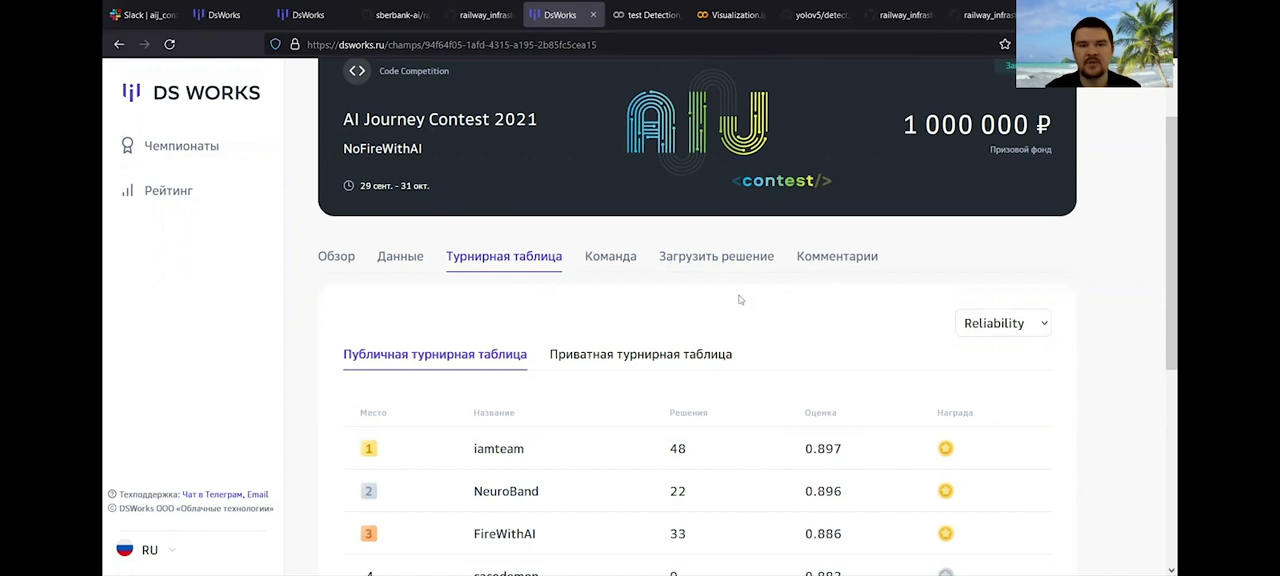 Slack | aij_con
DsWorks
DsWorks
sberbank-ai/ra
railway_infrast
DsWorks
test Detection.
Visualization.i
yolov5/detect.
railway_infrast
railway_infras
https://dsworks.ru/champs/94f64f05-1afd-4315-a195-2b85fc5cea15
DS WORKS
Чемпионаты
Рейтинг
Code Competition
AI Journey Contest 2021
NoFireWithAI
29 сент. - 31 окт.
AIJ
<contest/>
1 000 000 ₽
Призовой фонд
Обзор
Данные
Турнирная таблица
Команда
Загрузить решение
Комментарии
Reliability
Публичная турнирная таблица
Приватная турнирная таблица
Место Название Решения Оценка Награда
1 iamteam 48 0.897
2 NeuroBand 22 0.896
3 FireWithAI 33 0.886
Техподдержка: Чат в Телеграм, Email
© DSWorks ООО «Облачные технологии»
RU